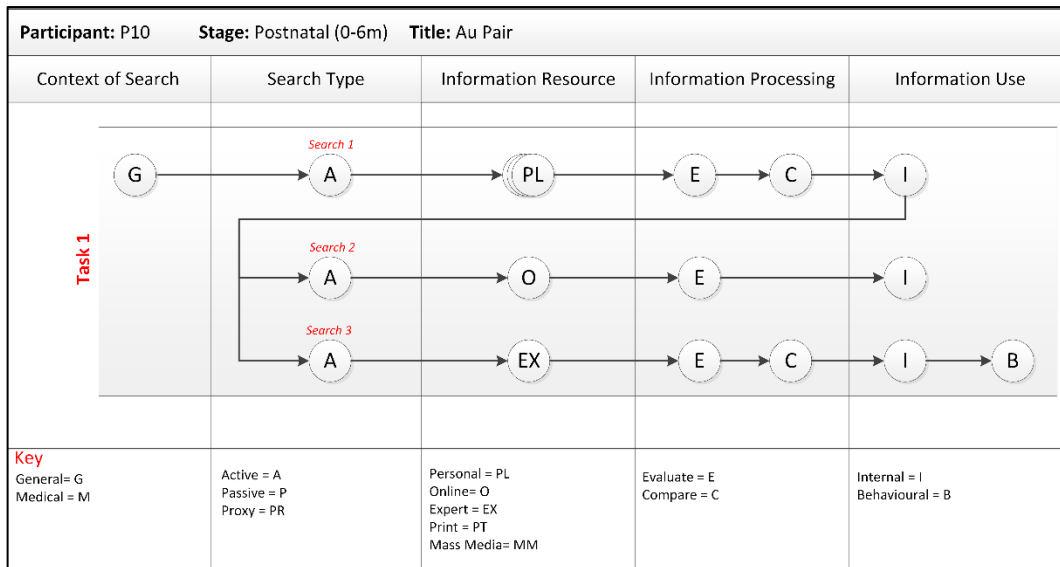 Participant: P10 Stage: Postnatal (0-6m) Title: Au Pair
Context of Search Search Type Information Resource Information Processing Information Use
Task 1
Search 1
G A PL E C I
Search 2
A O E I
Search 3
A EX E C I B
Key
General= G
Medical = M
Active = A
Passive = P
Proxy = PR
Personal = PL
Online= O
Expert = EX
Print = PT
Mass Media= MM
Evaluate = E
Compare = C
Internal = I
Behavioural = B